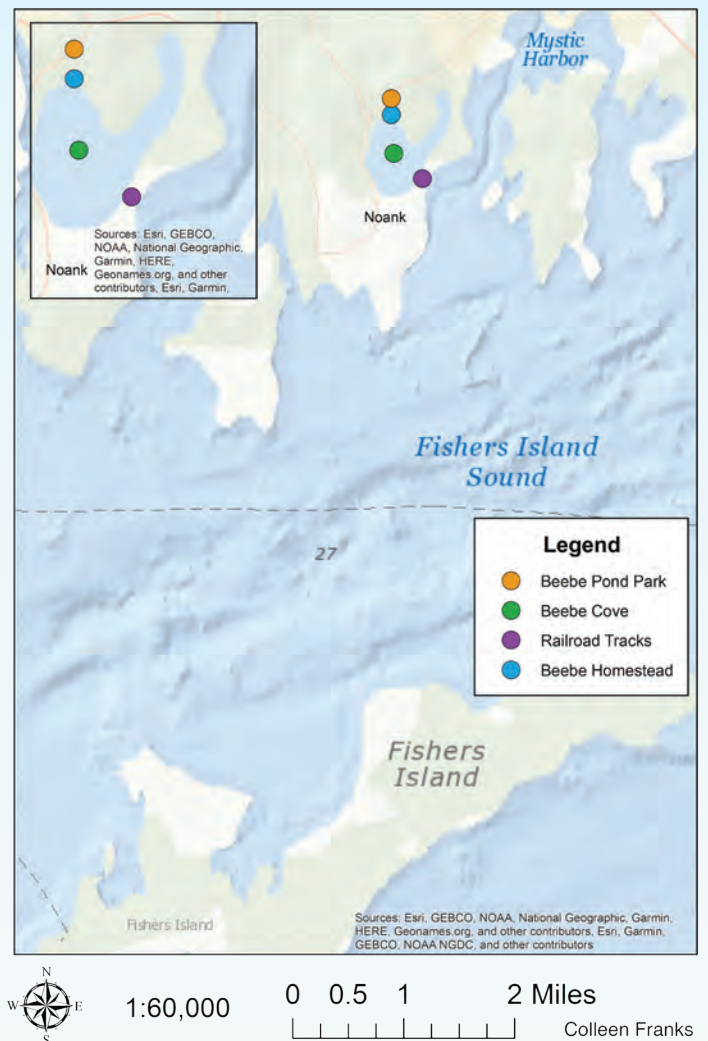 Mystic
Harbor
Noank
Sources: Esri, GEBCO,
NOAA, National Geographic,
Garmin, HERE,
Geonames.org, and other
contributors, Esri, Garmin,
Noank
Fishers Island
Sound
27
Legend
Beebe Pond Park
Beebe Cove
Railroad Tracks
Beebe Homestead
Fishers
Island
Fishers Island
Sources: Esri, GEBCO, NOAA, National Geographic, Garmin,
HERE, Geonames.org, and other contributors, Esri, Garmin,
GEBCO, NOAA NGDC, and other contributors
N
W E
S
1:60,000
0 0.5 1 2 Miles
Colleen Franks